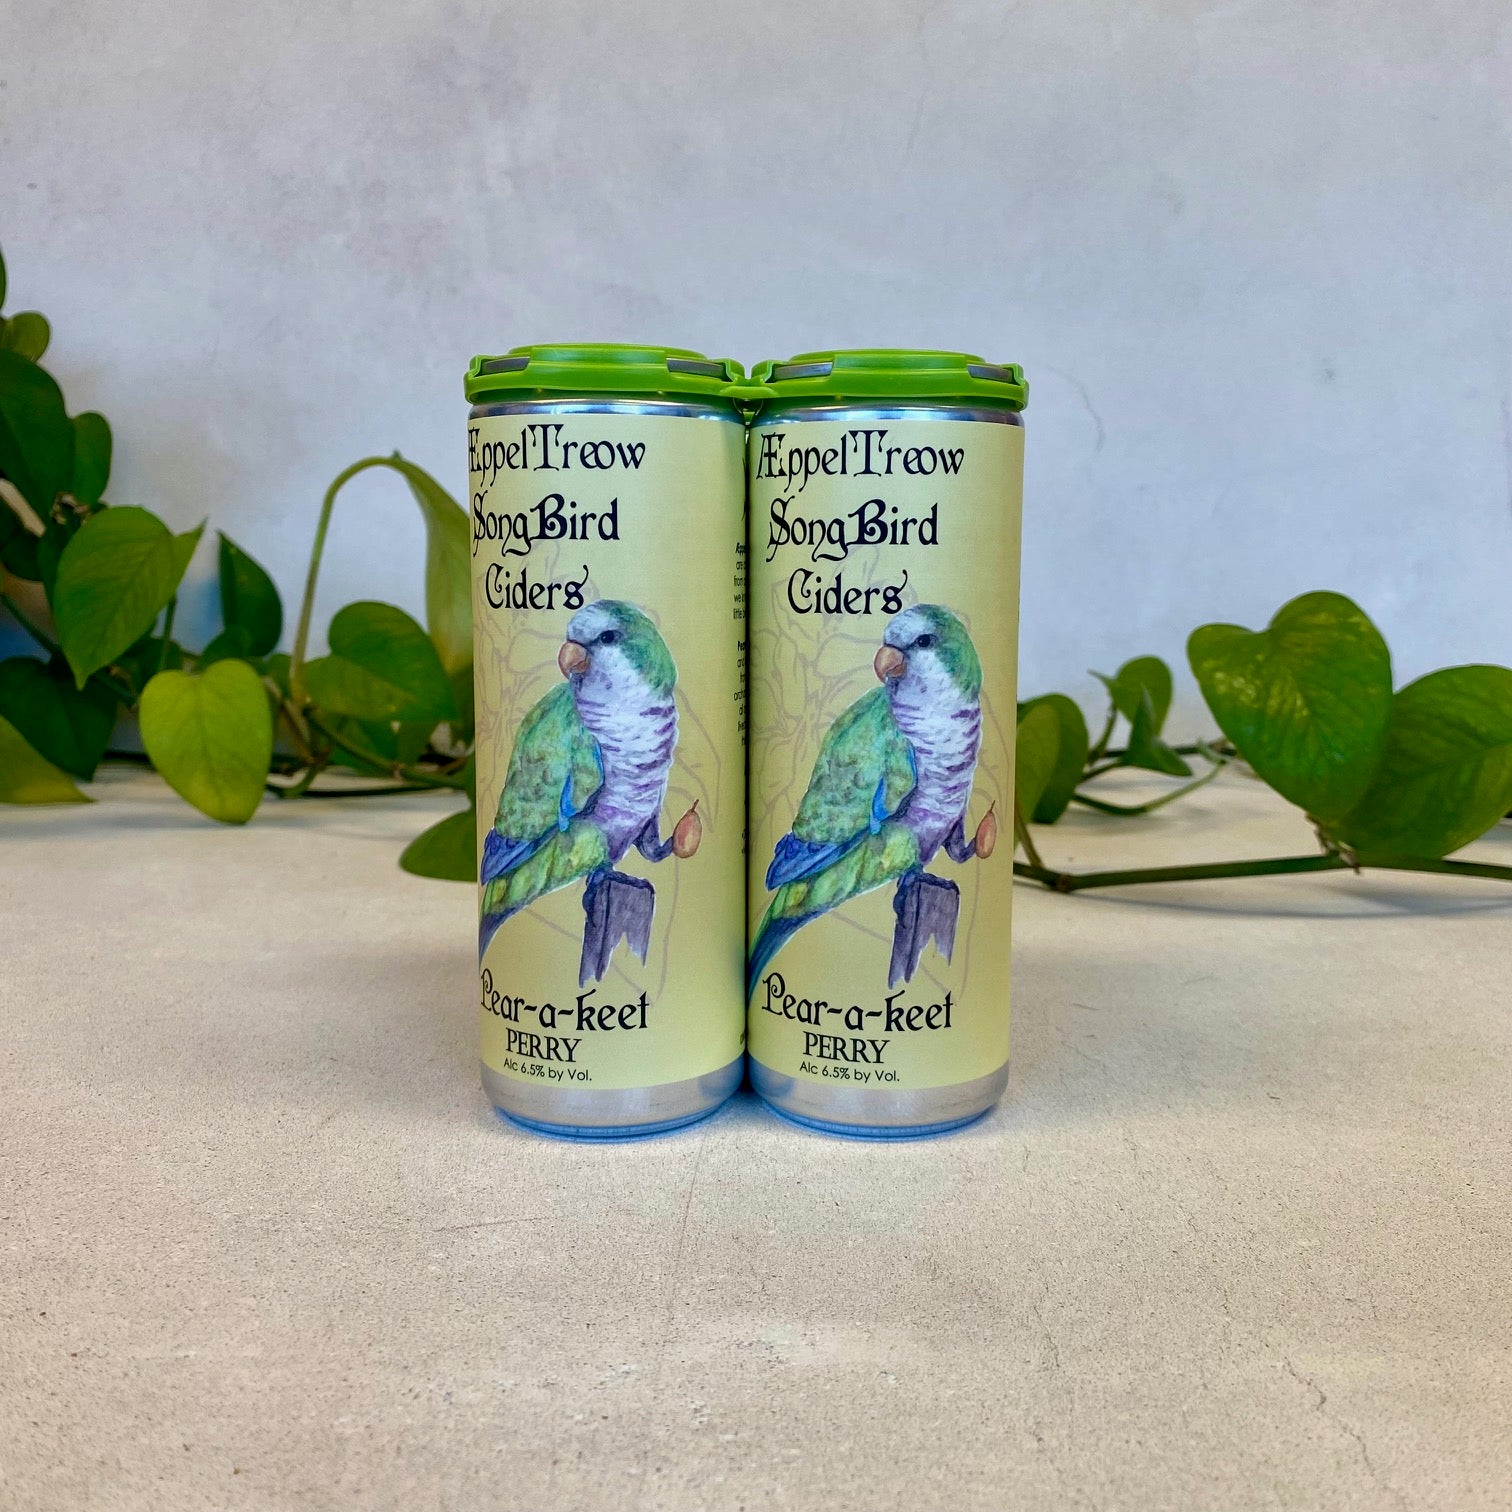 ÆppelTreow
SongBird
Ciders
Pear-a-keet
PERRY
Alc 6.5% by Vol.
ÆppelTreow
SongBird
Ciders
Pear-a-keet
PERRY
Alc 6.5% by Vol.